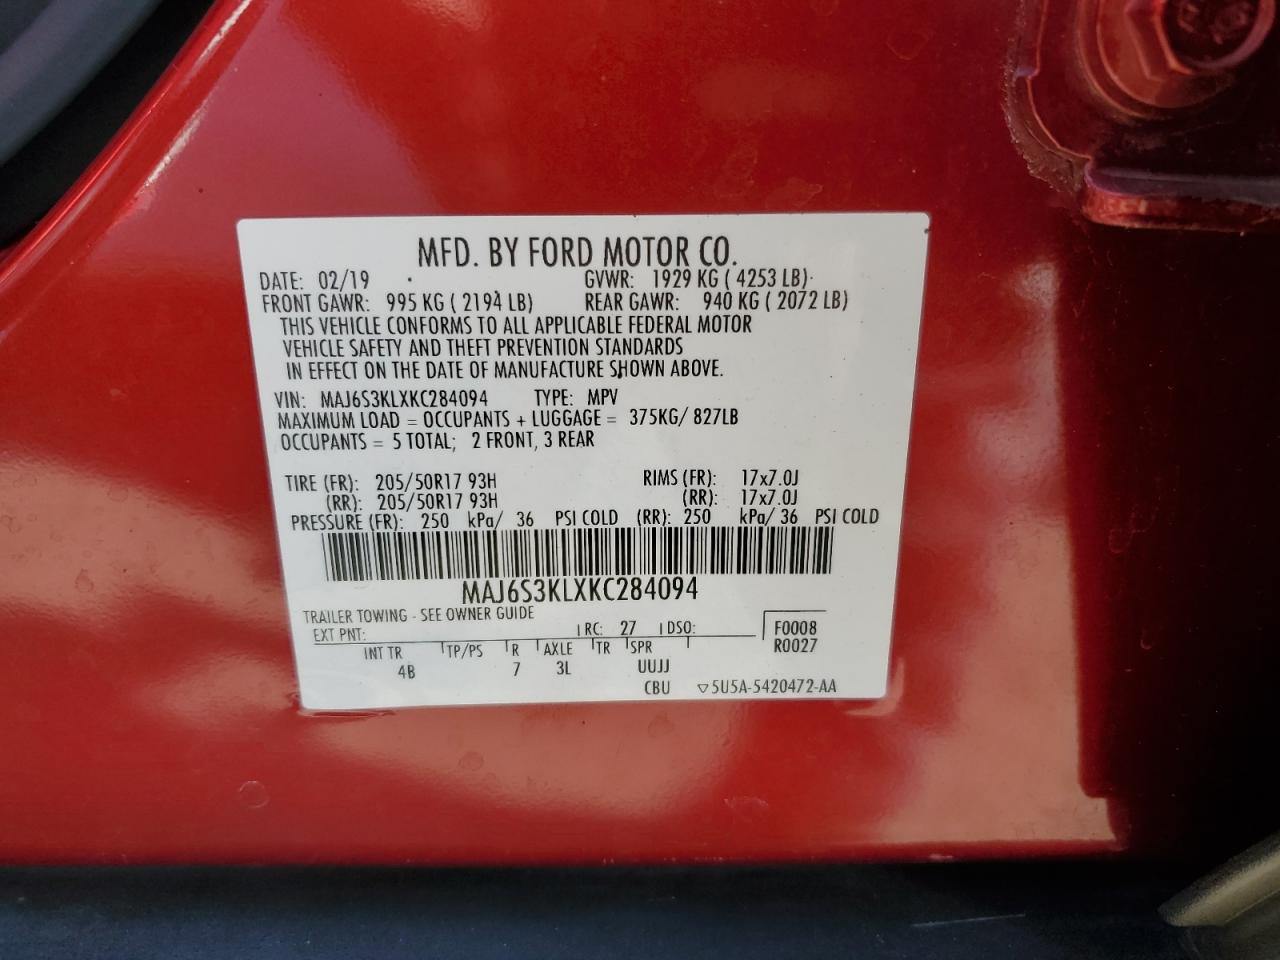 MFD. BY FORD MOTOR CO.
DATE: 02/19 GVWR: 1929 KG ( 4253 LB)
FRONT GAWR: 995 KG ( 2194 LB) REAR GAWR: 940 KG ( 2072 LB)
THIS VEHICLE CONFORMS TO ALL APPLICABLE FEDERAL MOTOR
VEHICLE SAFETY AND THEFT PREVENTION STANDARDS
IN EFFECT ON THE DATE OF MANUFACTURE SHOWN ABOVE.
VIN: MAJ6S3KLXKC284094 TYPE: MPV
MAXIMUM LOAD = OCCUPANTS + LUGGAGE = 375KG/ 827LB
OCCUPANTS = 5 TOTAL; 2 FRONT, 3 REAR
TIRE (FR): 205/50R17 93H RIMS (FR): 17x7.0J
(RR): 205/50R17 93H (RR): 17x7.0J
PRESSURE (FR): 250 kPa/ 36 PSI COLD (RR): 250 kPa/ 36 PSI COLD
MAJ6S3KLXKC284094
TRAILER TOWING - SEE OWNER GUIDE
EXT PNT: RC: 27 DSO: F0008
R0027
INT TR TP/PS R AXLE TR SPR
4B 7 3L UUJJ
CBU ▽5U5A-5420472-AA